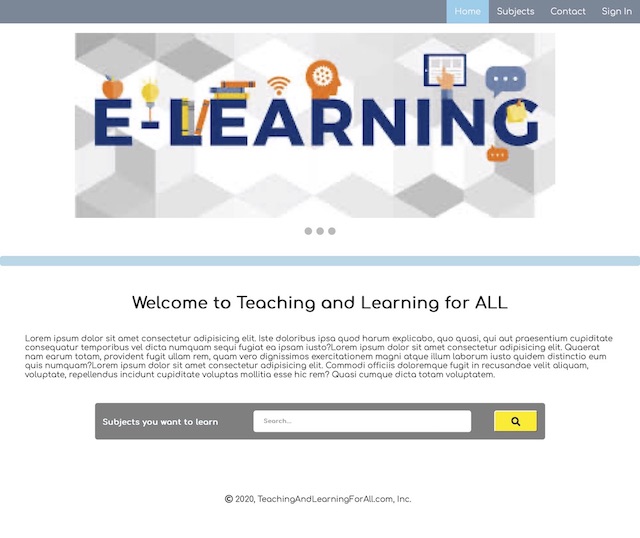 Home Subjects Contact Sign In
E-LEARNING
Welcome to Teaching and Learning for ALL
Lorem ipsum dolor sit amet consectetur adipisicing elit. Iste doloribus ipsa quod harum explicabo, quo quasi, qui aut praesentium cupiditate
consequatur temporibus vel dicta numquam sequi fugiat ea ipsam iusto?Lorem ipsum dolor sit amet consectetur adipisicing elit. Quaerat
nam earum totam, provident fugit ullam rem, quam vero dignissimos exercitationem magni atque illum laborum iusto quidem distinctio eum
quis numquam?Lorem ipsum dolor sit amet consectetur adipisicing elit. Commodi officiis doloremque fugit in recusandae velit aliquam,
voluptate, repellendus incidunt cupiditate voluptas mollitia esse hic rem? Quasi cumque dicta totam voluptatem.
Subjects you want to learn Search...
© 2020, TeachingAndLearningForAll.com, Inc.